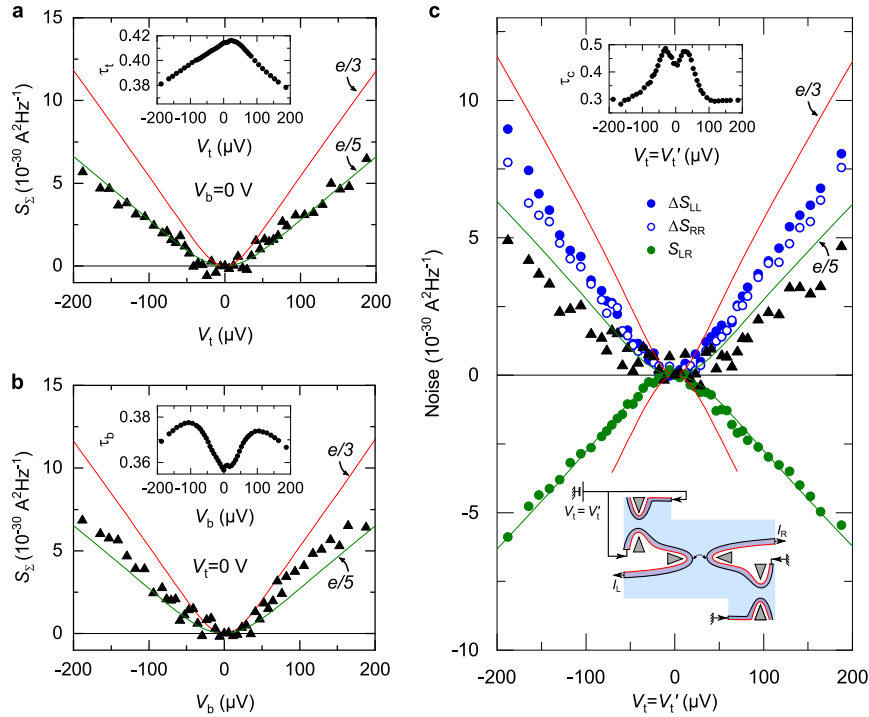 a
S_Σ (10⁻³⁰ A²Hz⁻¹)
15
10
5
0
-200 -100 0 100 200
V_t (µV)
τ_t
0.42
0.40
0.38
-200 -100 0 100 200
V_t (µV)
V_b=0 V
e/3
e/5
b
S_Σ (10⁻³⁰ A²Hz⁻¹)
15
10
5
0
-200 -100 0 100 200
V_b (µV)
τ_b
0.38
0.36
-200 -100 0 100 200
V_b (µV)
V_t=0 V
e/3
e/5
c
Noise (10⁻³⁰ A²Hz⁻¹)
10
5
0
-5
-10
-200 -100 0 100 200
V_t=V_t' (µV)
τ_c
0.5
0.4
0.3
-200 -100 0 100 200
V_t=V_t' (µV)
e/3
e/5
ΔS_LL
ΔS_RR
S_LR
V_t = V_t'
I_R
I_L